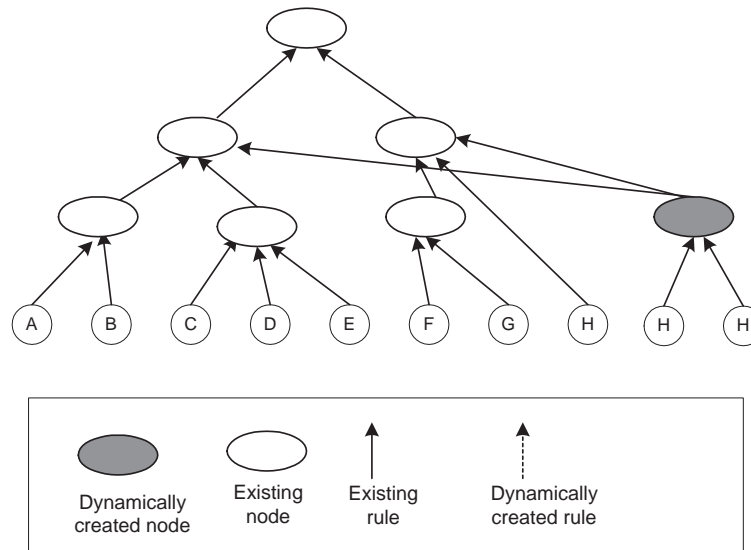 A B C D E F G H H H
Dynamically
created node
Existing
node
Existing
rule
Dynamically
created rule